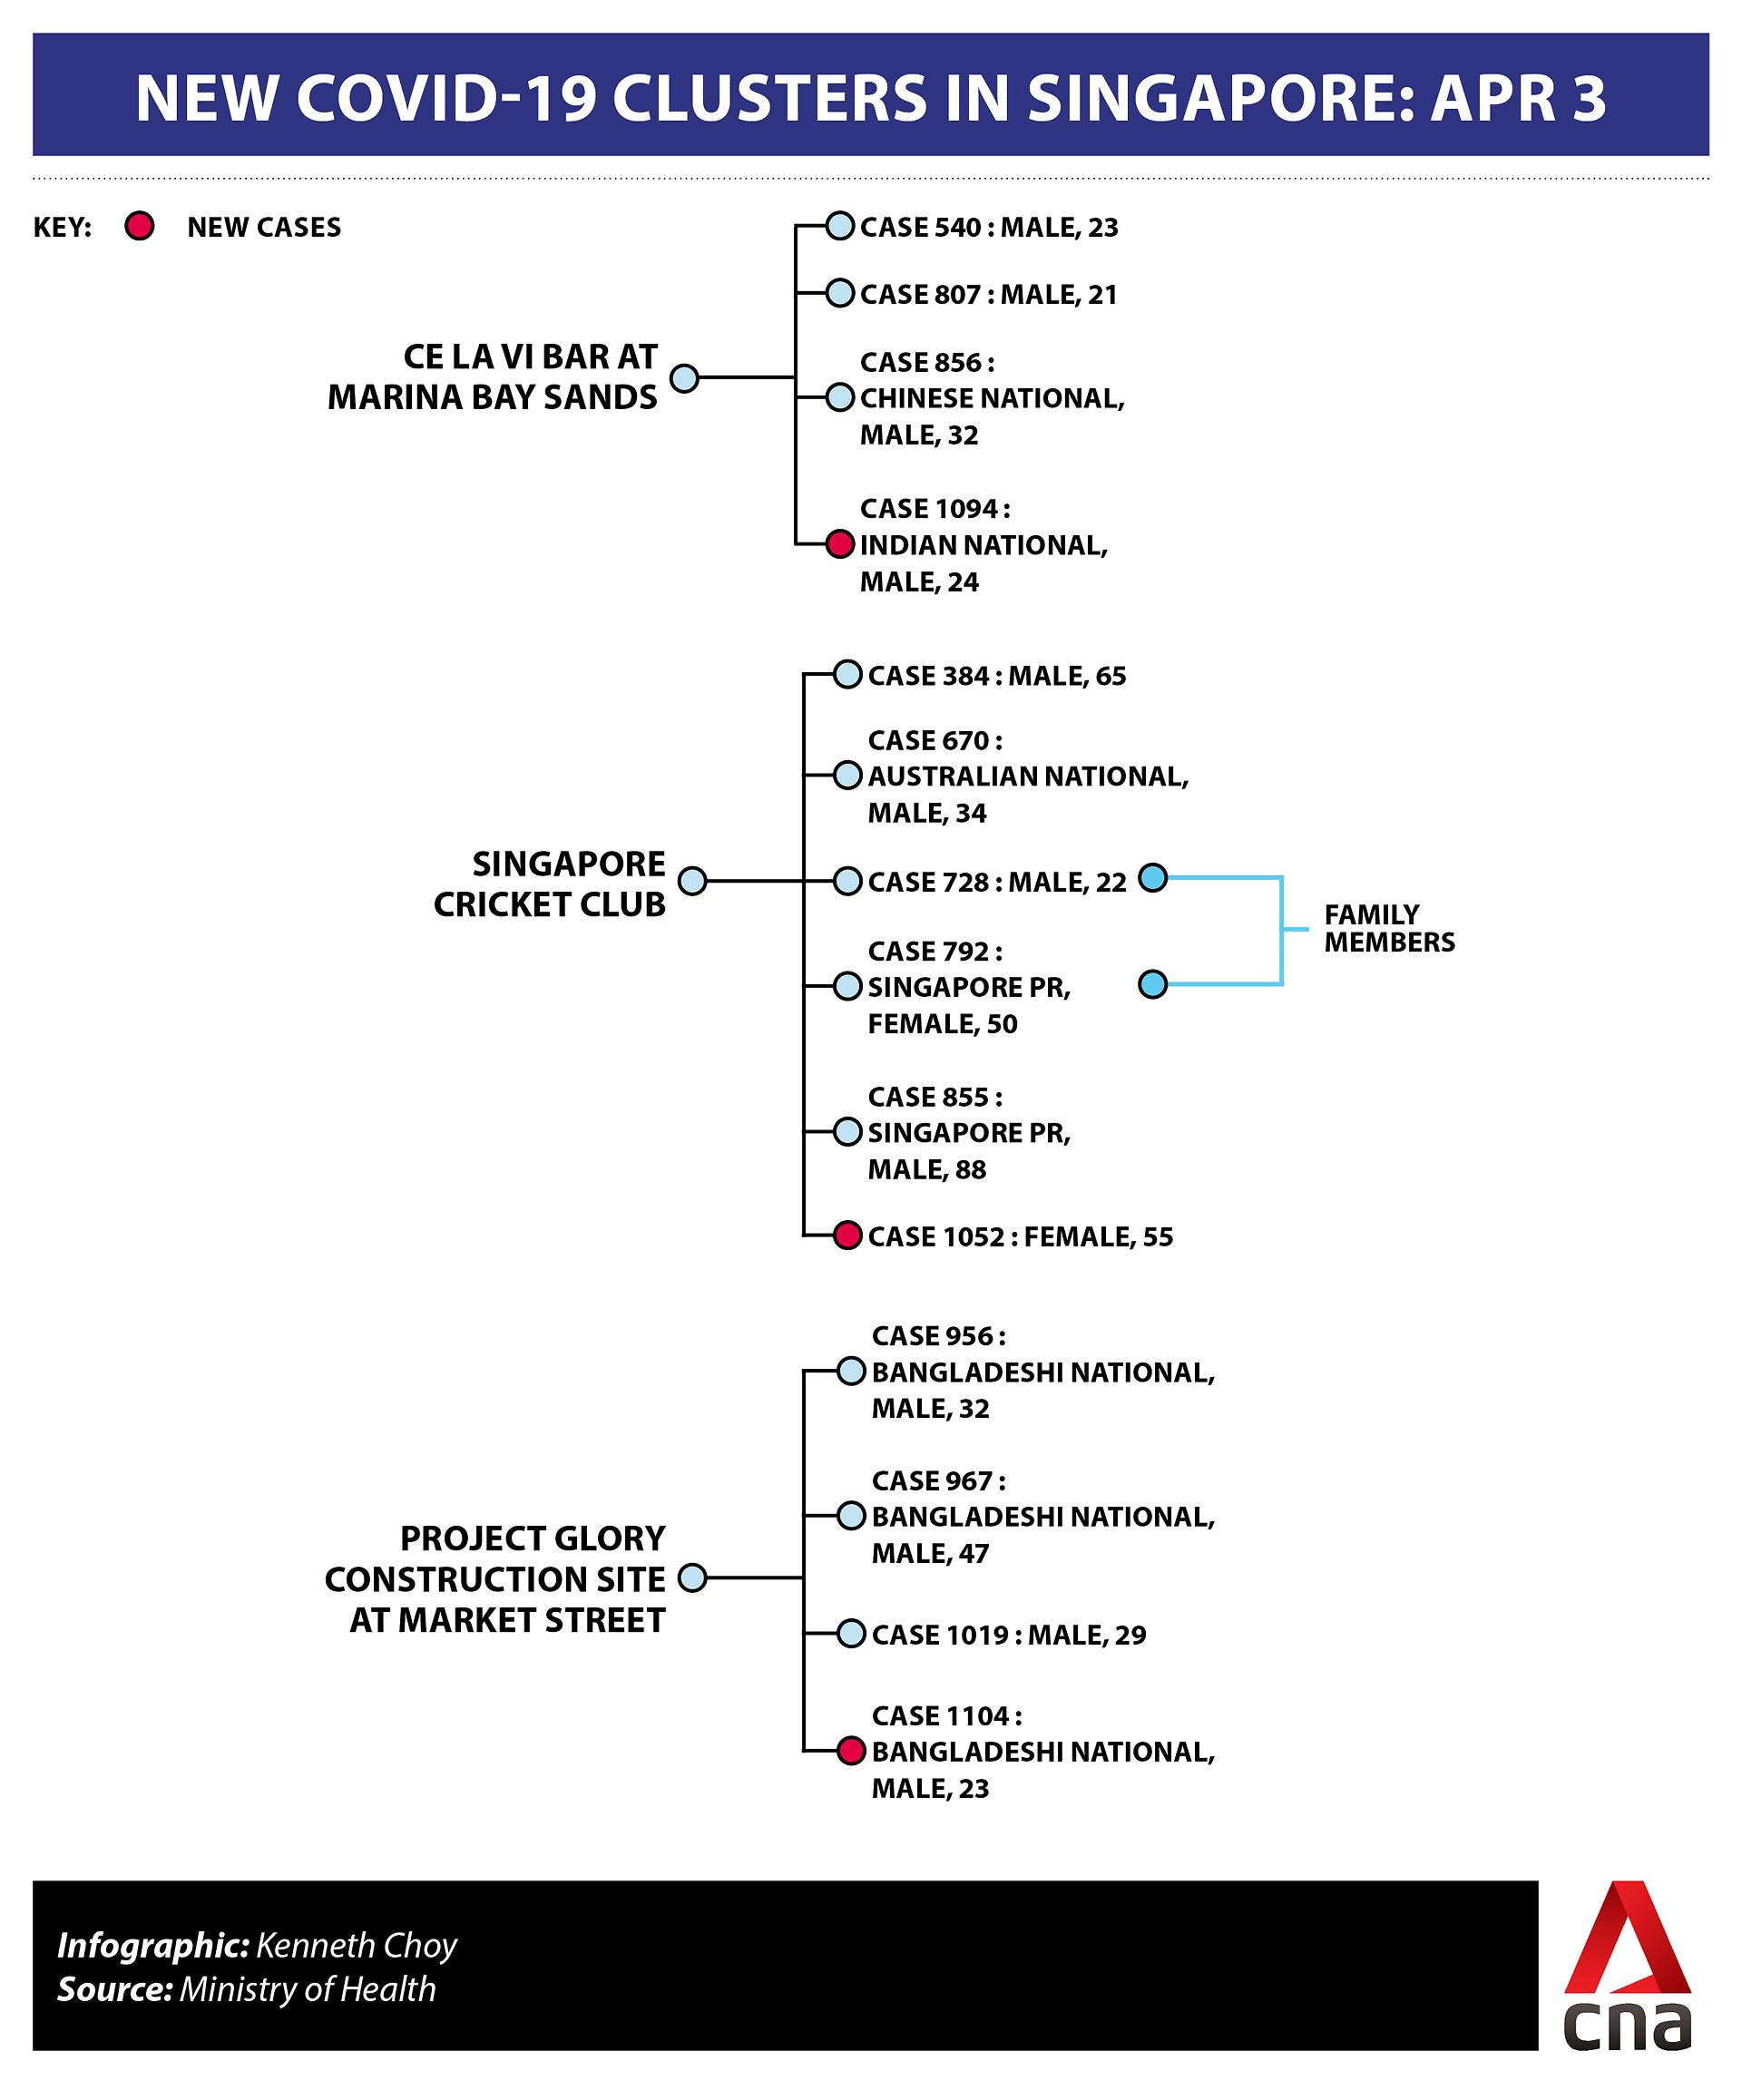 NEW COVID-19 CLUSTERS IN SINGAPORE: APR 3
KEY: NEW CASES
CE LA VI BAR AT
MARINA BAY SANDS
CASE 540 : MALE, 23
CASE 807 : MALE, 21
CASE 856 :
CHINESE NATIONAL,
MALE, 32
CASE 1094 :
INDIAN NATIONAL,
MALE, 24
SINGAPORE
CRICKET CLUB
CASE 384 : MALE, 65
CASE 670 :
AUSTRALIAN NATIONAL,
MALE, 34
CASE 728 : MALE, 22
CASE 792 :
SINGAPORE PR,
FEMALE, 50
FAMILY
MEMBERS
CASE 855 :
SINGAPORE PR,
MALE, 88
CASE 1052 : FEMALE, 55
PROJECT GLORY
CONSTRUCTION SITE
AT MARKET STREET
CASE 956 :
BANGLADESHI NATIONAL,
MALE, 32
CASE 967 :
BANGLADESHI NATIONAL,
MALE, 47
CASE 1019 : MALE, 29
CASE 1104 :
BANGLADESHI NATIONAL,
MALE, 23
Infographic: Kenneth Choy
Source: Ministry of Health
cna